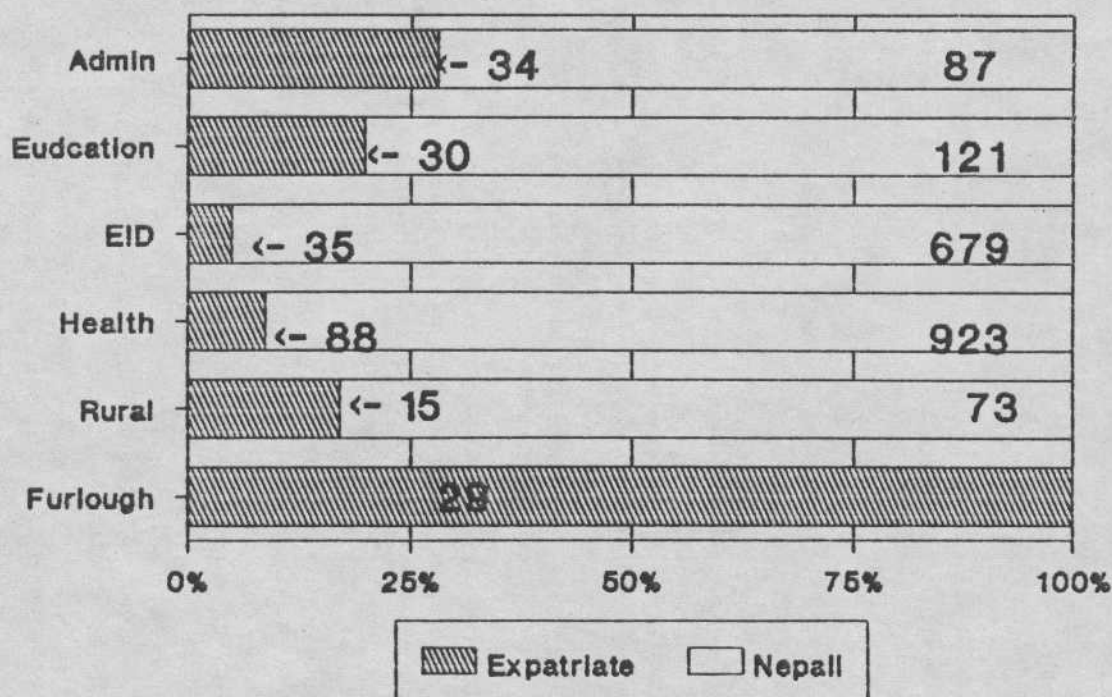 Admin <- 34 87
Eudcation <- 30 121
EID <- 35 679
Health <- 88 923
Rural <- 15 73
Furlough
0% 25% 50% 75% 100%
Expatriate Nepali